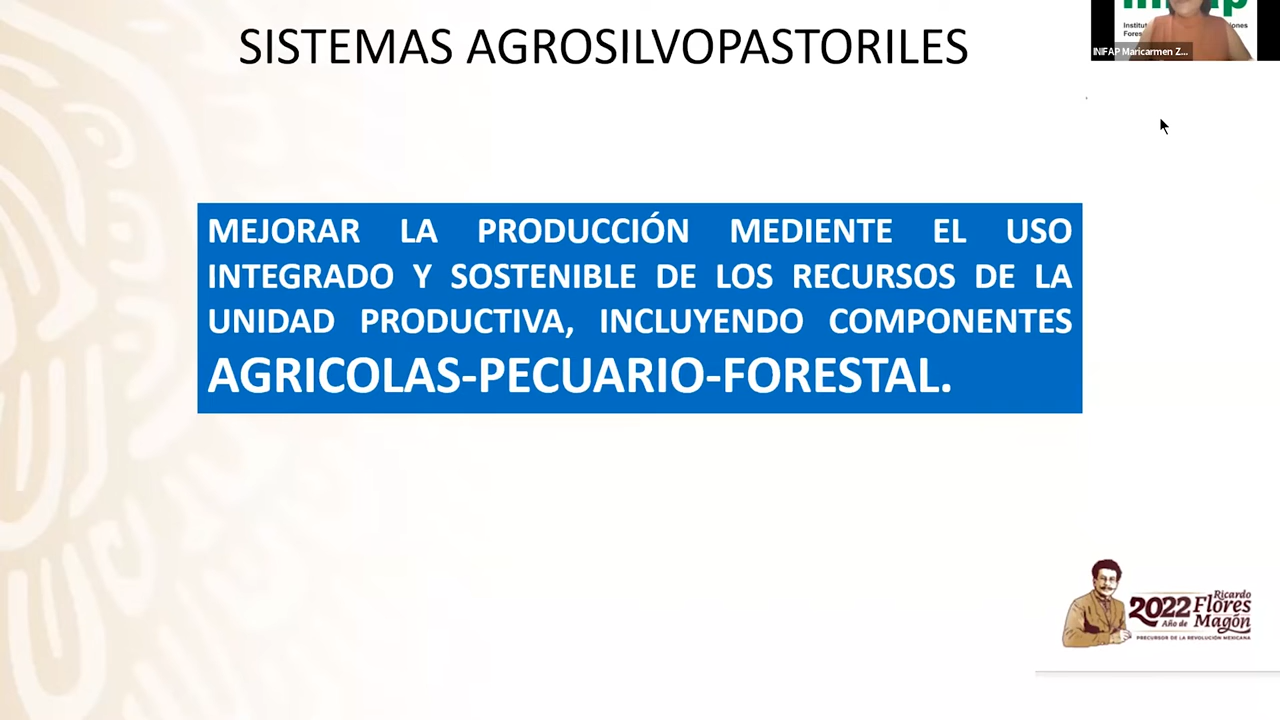 SISTEMAS AGROSILVOPASTORILES
INIFAP Maricarmen Z...
MEJORAR LA PRODUCCIÓN MEDIENTE EL USO
INTEGRADO Y SOSTENIBLE DE LOS RECURSOS DE LA
UNIDAD PRODUCTIVA, INCLUYENDO COMPONENTES
AGRICOLAS-PECUARIO-FORESTAL.
2022 Ricardo
Año de Flores
Magón
PRECURSOR DE LA REVOLUCIÓN MEXICANA